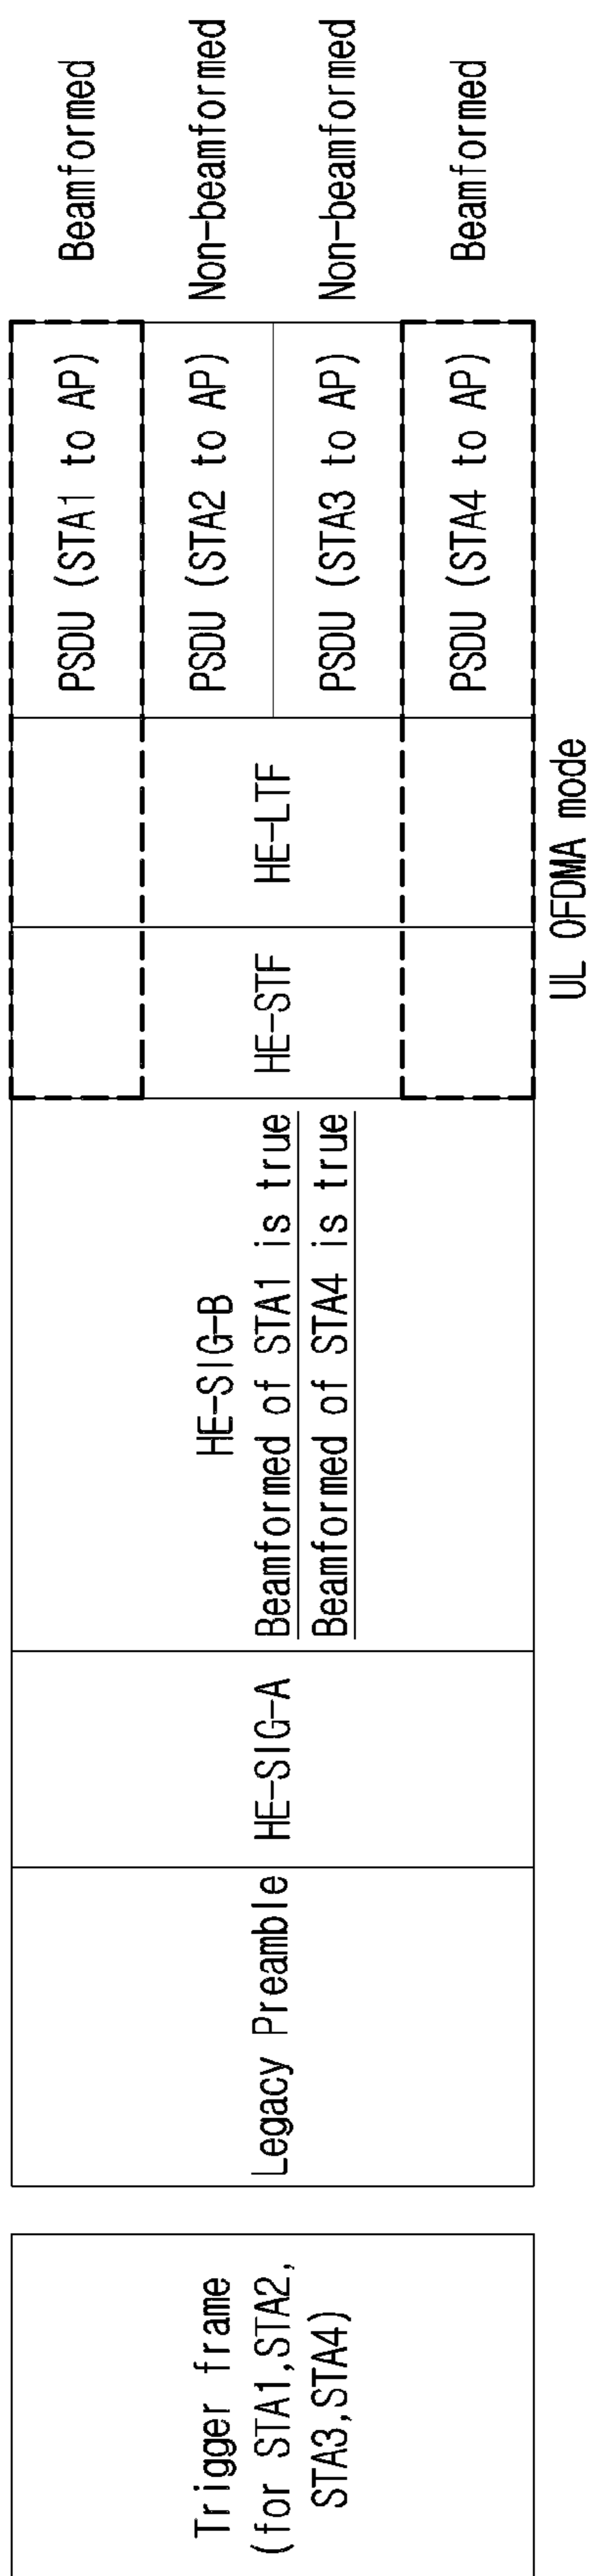 Trigger frame
(for STA1,STA2,
STA3,STA4)
Legacy Preamble
HE-SIG-A
HE-SIG-B
Beamformed of STA1 is true
Beamformed of STA4 is true
HE-STF
HE-LTF
PSDU (STA1 to AP)
PSDU (STA2 to AP)
PSDU (STA3 to AP)
PSDU (STA4 to AP)
Beamformed
Non-beamformed
Non-beamformed
Beamformed
UL OFDMA mode